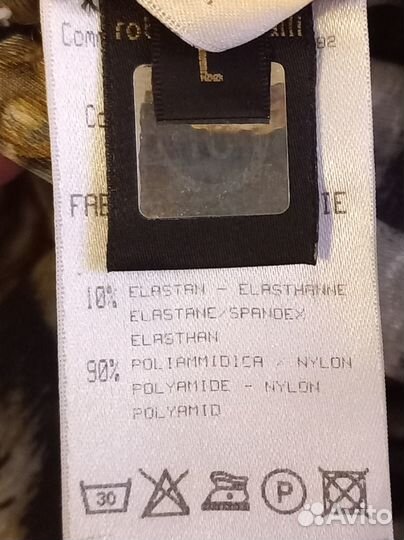 L
10% ELASTAN - ELASTHANNE
ELASTANE/SPANDEX
ELASTHAN
90% POLIAMMIDICA / NYLON
POLYAMIDE - NYLON
POLYAMID
30
P
Avito